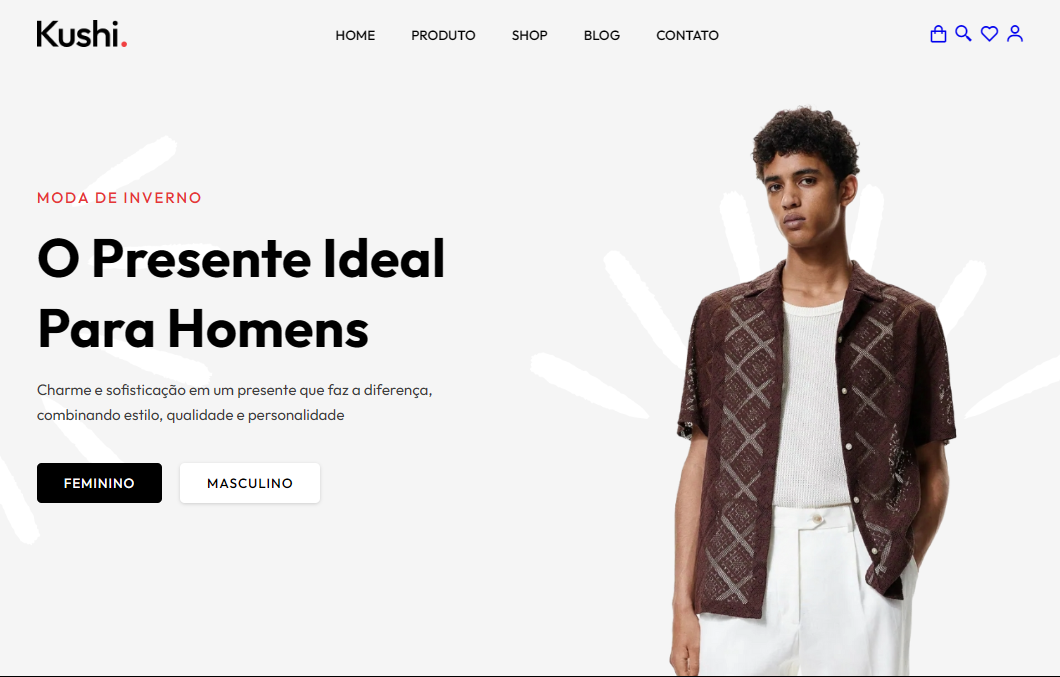 Kushi.
HOME PRODUTO SHOP BLOG CONTATO
MODA DE INVERNO
O Presente Ideal
Para Homens
Charme e sofisticação em um presente que faz a diferença,
combinando estilo, qualidade e personalidade
FEMININO MASCULINO